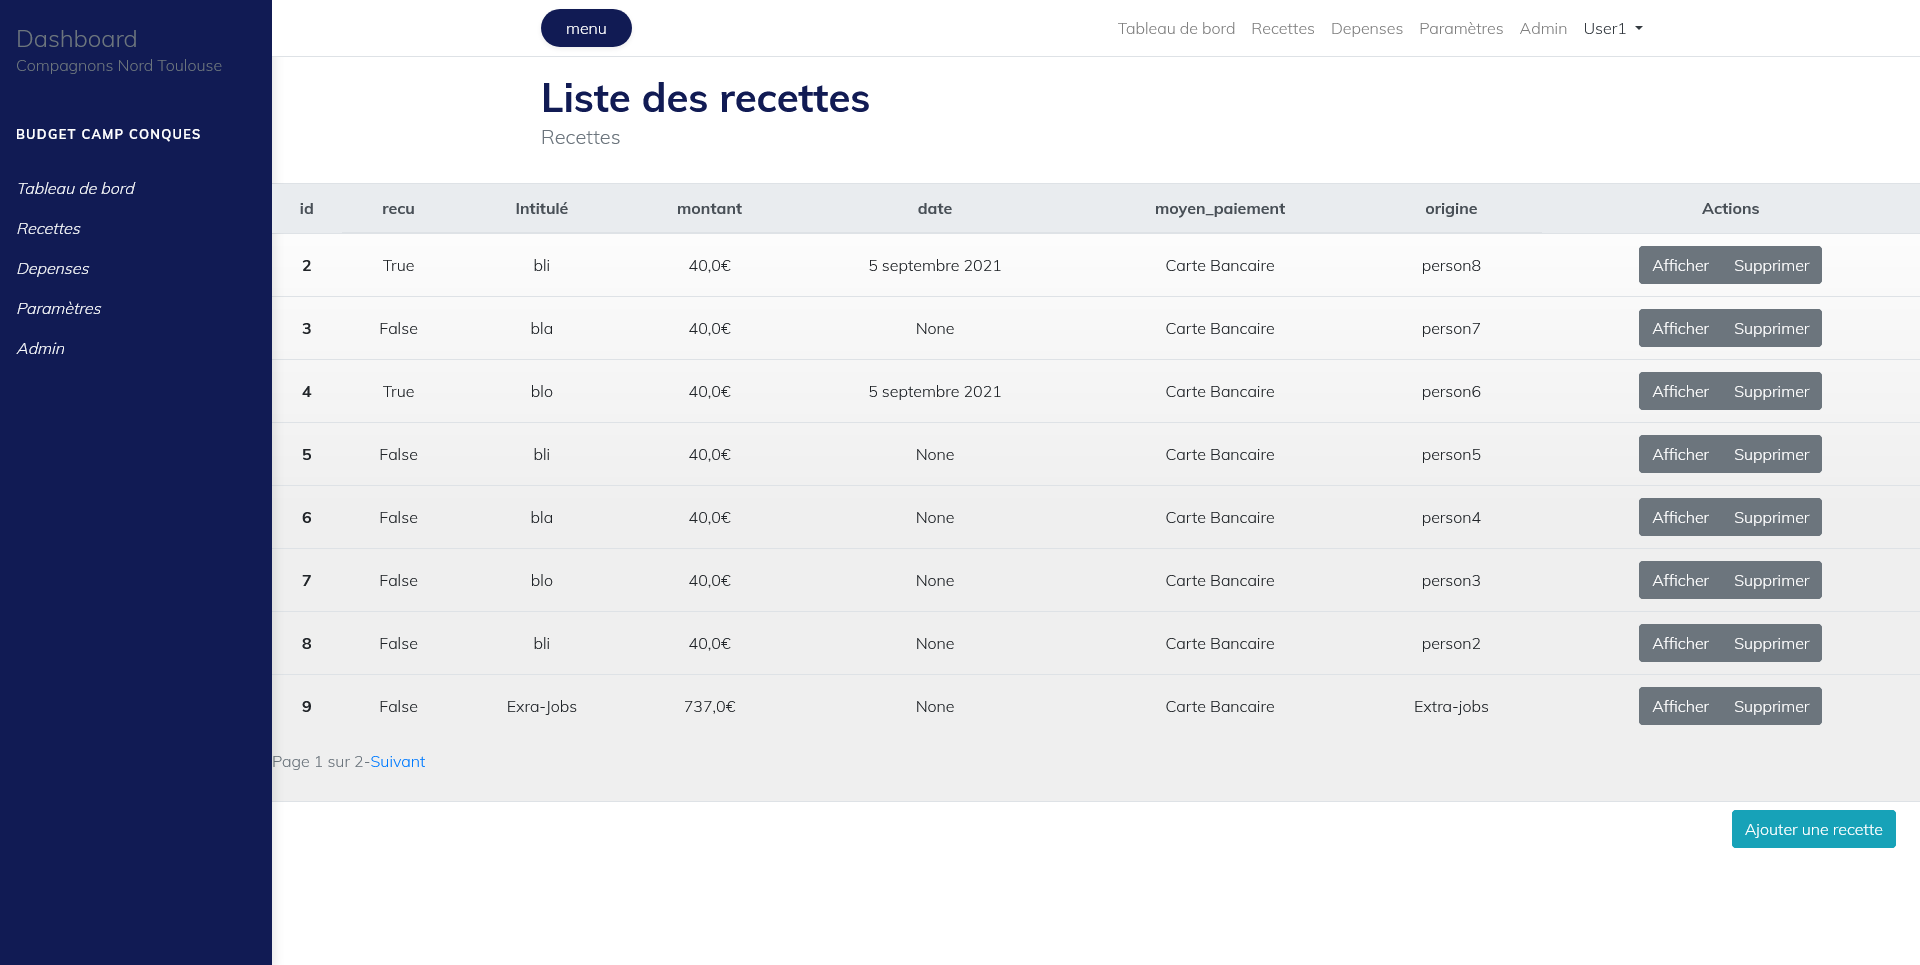 Dashboard
Compagnons Nord Toulouse
BUDGET CAMP CONQUES
Tableau de bord
Recettes
Depenses
Paramètres
Admin
menu
Tableau de bord Recettes Depenses Paramètres Admin User1
Liste des recettes
Recettes
id recu Intitulé montant date moyen_paiement origine Actions
2 True bli 40,0€ 5 septembre 2021 Carte Bancaire person8 Afficher Supprimer
3 False bla 40,0€ None Carte Bancaire person7 Afficher Supprimer
4 True blo 40,0€ 5 septembre 2021 Carte Bancaire person6 Afficher Supprimer
5 False bli 40,0€ None Carte Bancaire person5 Afficher Supprimer
6 False bla 40,0€ None Carte Bancaire person4 Afficher Supprimer
7 False blo 40,0€ None Carte Bancaire person3 Afficher Supprimer
8 False bli 40,0€ None Carte Bancaire person2 Afficher Supprimer
9 False Exra-Jobs 737,0€ None Carte Bancaire Extra-jobs Afficher Supprimer
Page 1 sur 2-Suivant
Ajouter une recette